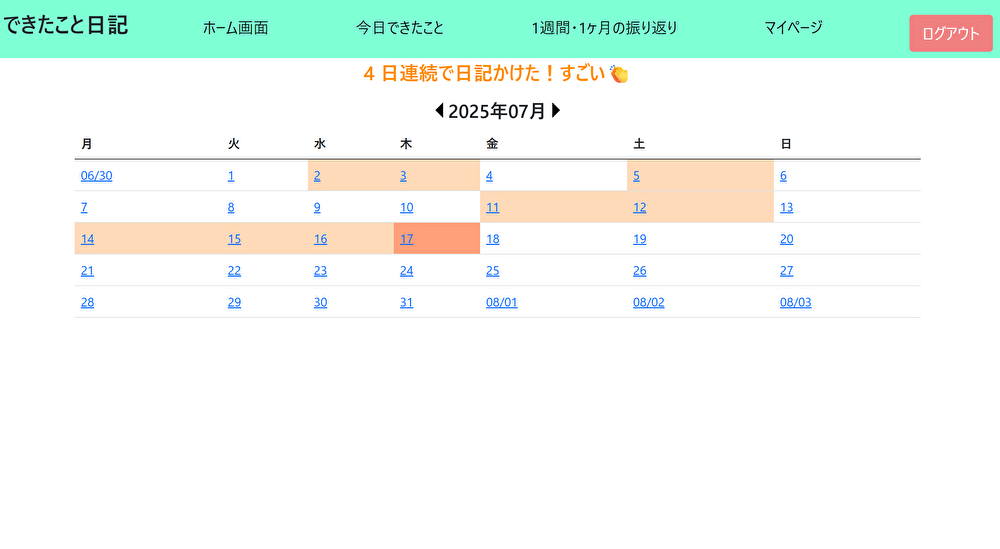 できたこと日記 ホーム画面 今日できたこと 1週間・1ヶ月の振り返り マイページ ログアウト
4 日連続で日記かけた！すごい👏
2025年07月
月 火 水 木 金 土 日
06/30 1 2 3 4 5 6
7 8 9 10 11 12 13
14 15 16 17 18 19 20
21 22 23 24 25 26 27
28 29 30 31 08/01 08/02 08/03